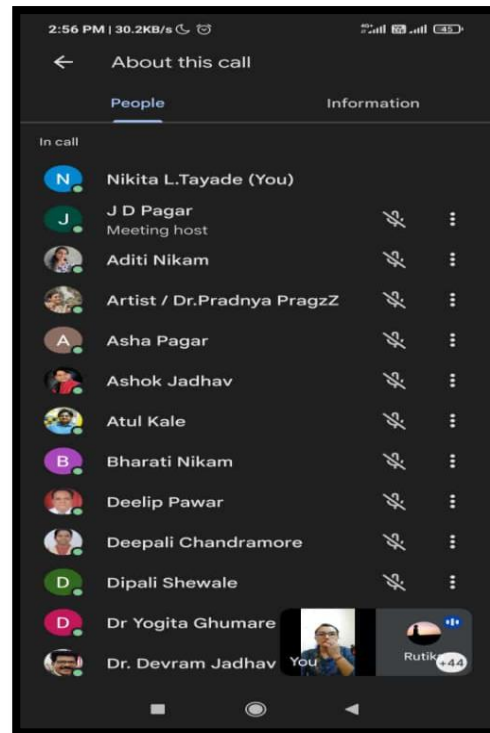 2:56 PM | 30.2KB/s 45
About this call
People Information
In call
N Nikita L.Tayade (You)
J J D Pagar
Meeting host
Aditi Nikam
Artist / Dr.Pradnya PragzZ
A Asha Pagar
Ashok Jadhav
Atul Kale
B Bharati Nikam
Deelip Pawar
Deepali Chandramore
D Dipali Shewale
D Dr Yogita Ghumare
Dr. Devram Jadhav You Rutik +44